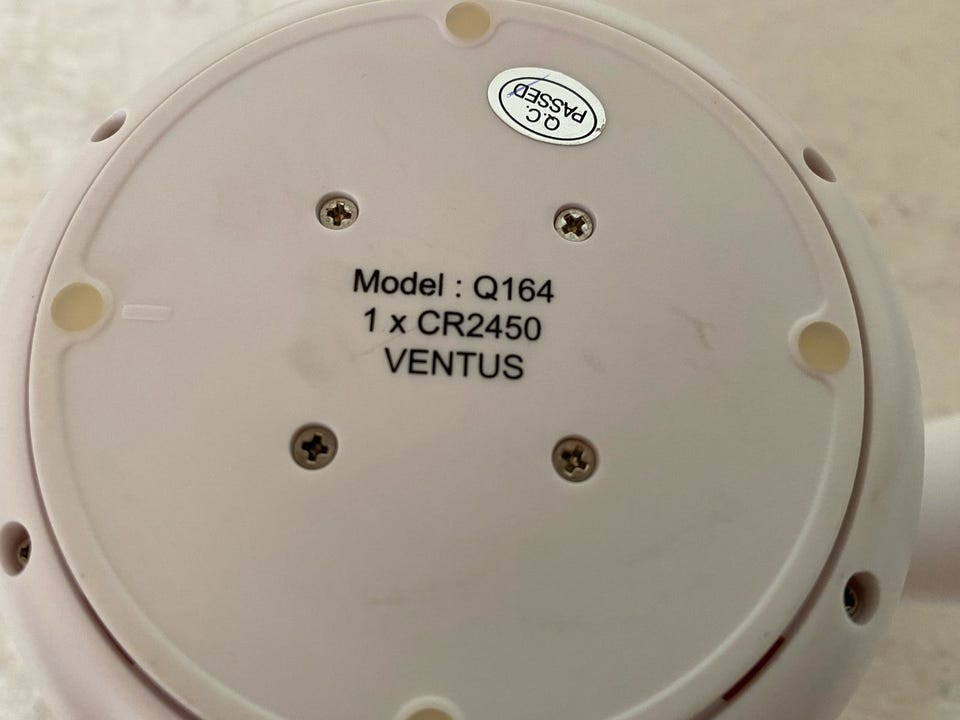 Q.C.
PASSED
Model : Q164
1 x CR2450
VENTUS